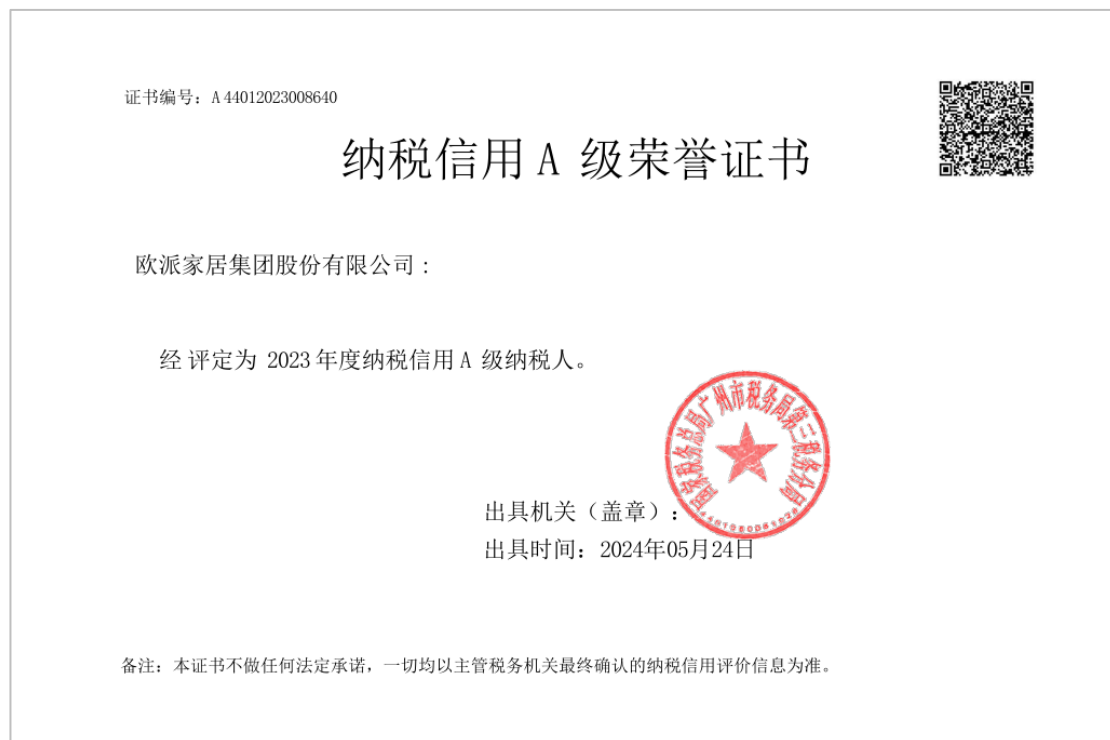 证书编号：A44012023008640
纳税信用A 级荣誉证书
欧派家居集团股份有限公司：
经评定为 2023年度纳税信用A 级纳税人。
国家税务总局广州市税务局第三税务分局
出具机关（盖章）：
出具时间：2024年05月24日
备注：本证书不做任何法定承诺，一切均以主管税务机关最终确认的纳税信用评价信息为准。